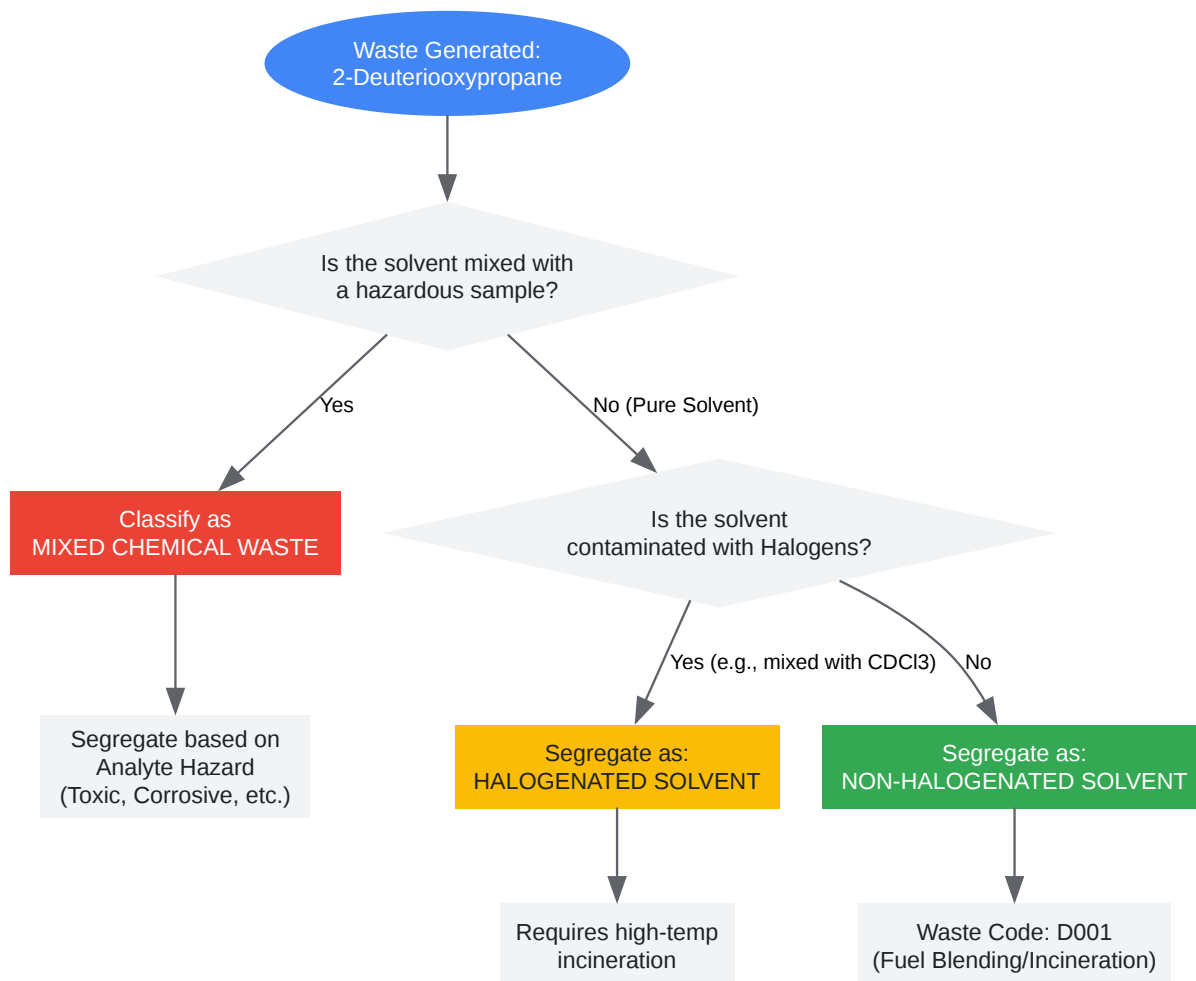 Waste Generated:
2-Deuteriooxypropane
Is the solvent mixed with
a hazardous sample?
Yes
No (Pure Solvent)
Classify as
MIXED CHEMICAL WASTE
Is the solvent
contaminated with Halogens?
Yes (e.g., mixed with CDCl3)
No
Segregate based on
Analyte Hazard
(Toxic, Corrosive, etc.)
Segregate as:
HALOGENATED SOLVENT
Segregate as:
NON-HALOGENATED SOLVENT
Requires high-temp
incineration
Waste Code: D001
(Fuel Blending/Incineration)